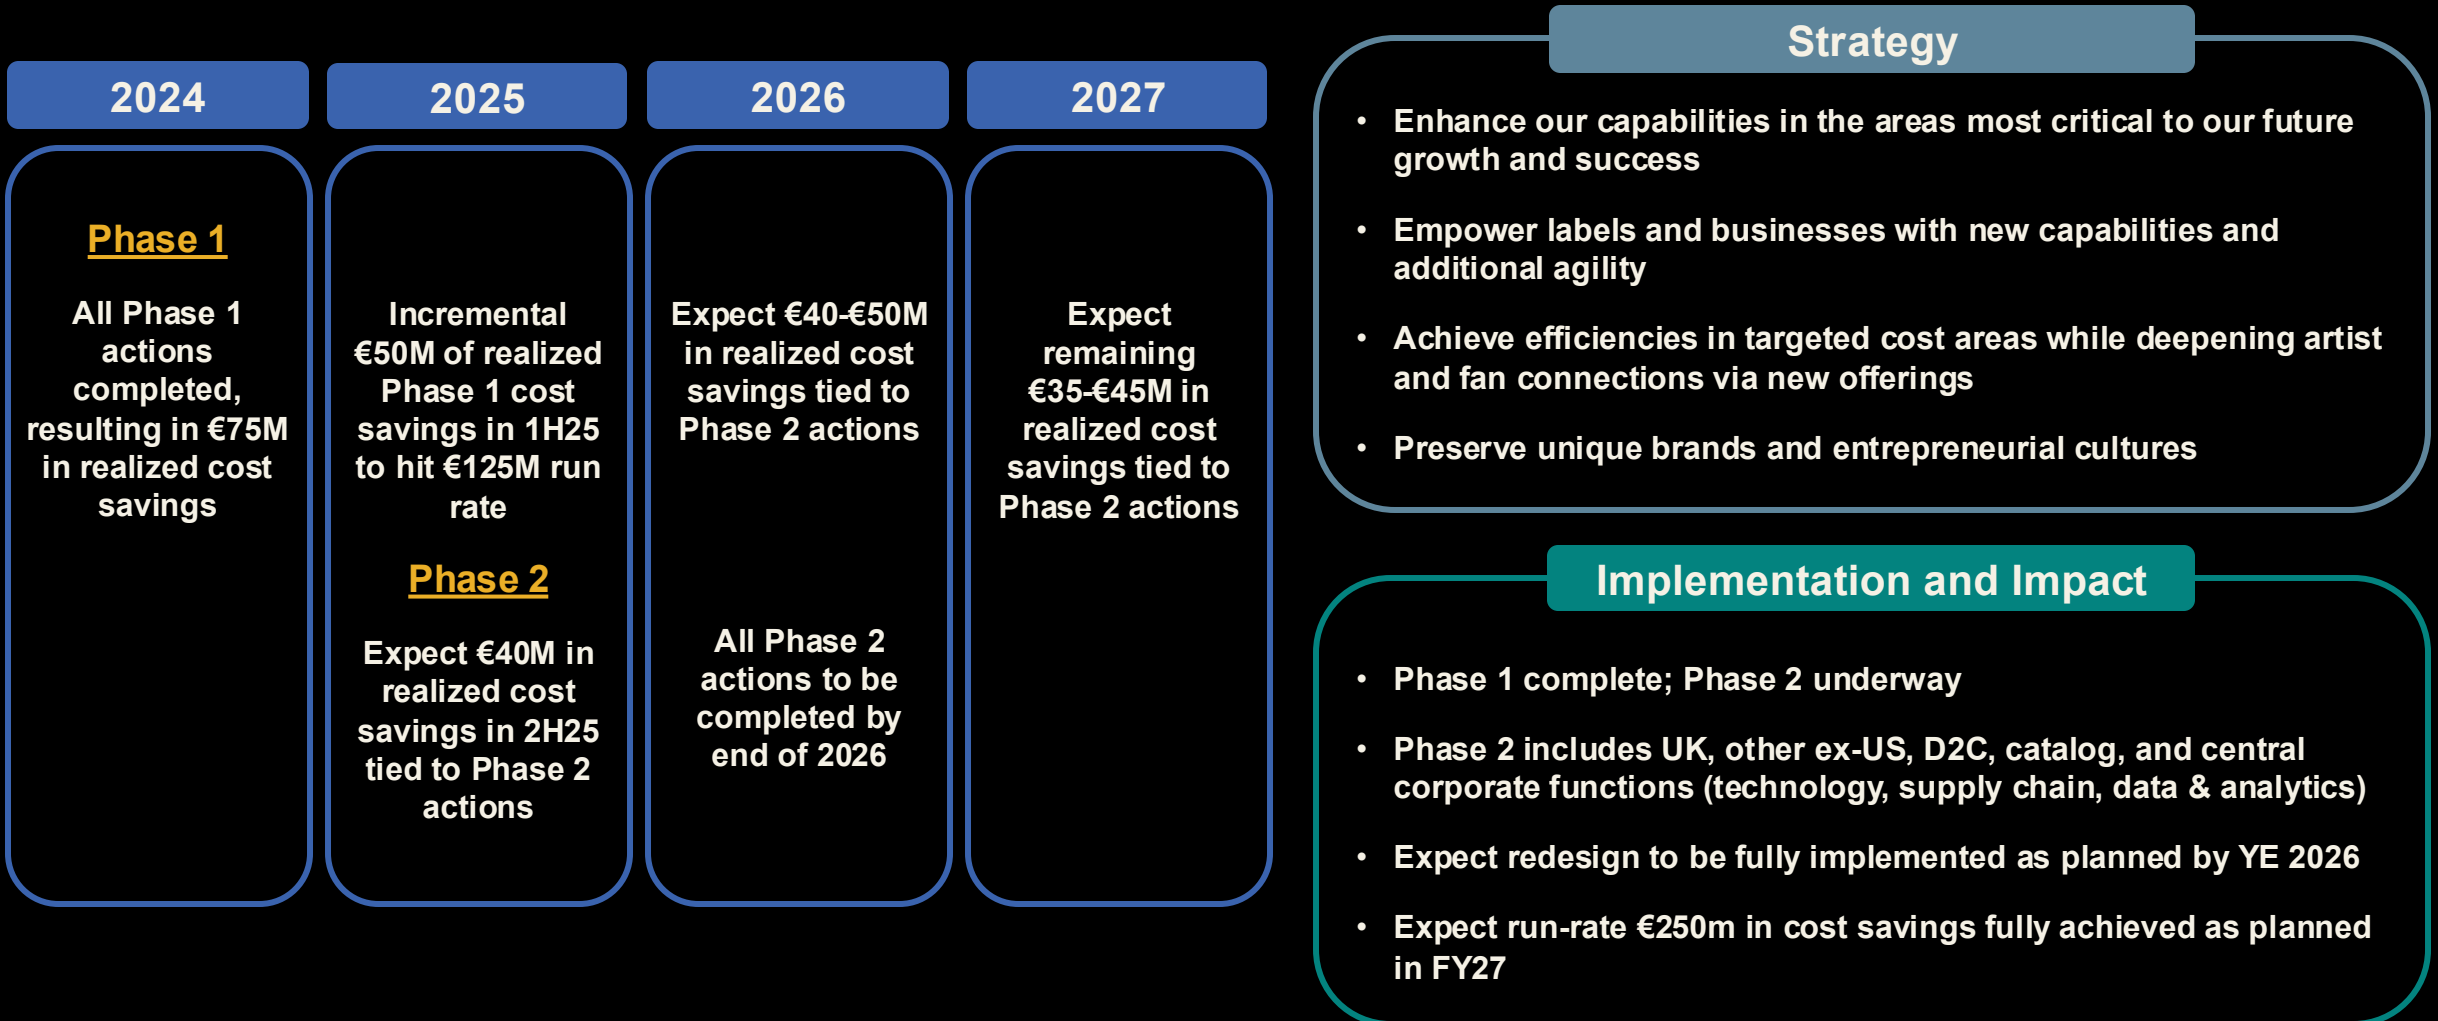 2024
Phase 1
All Phase 1
actions
completed,
resulting in €75M
in realized cost
savings
2025
Incremental
€50M of realized
Phase 1 cost
savings in 1H25
to hit €125M run
rate
Phase 2
Expect €40M in
realized cost
savings in 2H25
tied to Phase 2
actions
2026
Expect €40-€50M
in realized cost
savings tied to
Phase 2 actions
All Phase 2
actions to be
completed by
end of 2026
2027
Expect
remaining
€35-€45M in
realized cost
savings tied to
Phase 2 actions
Strategy
• Enhance our capabilities in the areas most critical to our future
growth and success
• Empower labels and businesses with new capabilities and
additional agility
• Achieve efficiencies in targeted cost areas while deepening artist
and fan connections via new offerings
• Preserve unique brands and entrepreneurial cultures
Implementation and Impact
• Phase 1 complete; Phase 2 underway
• Phase 2 includes UK, other ex-US, D2C, catalog, and central
corporate functions (technology, supply chain, data & analytics)
• Expect redesign to be fully implemented as planned by YE 2026
• Expect run-rate €250m in cost savings fully achieved as planned
in FY27